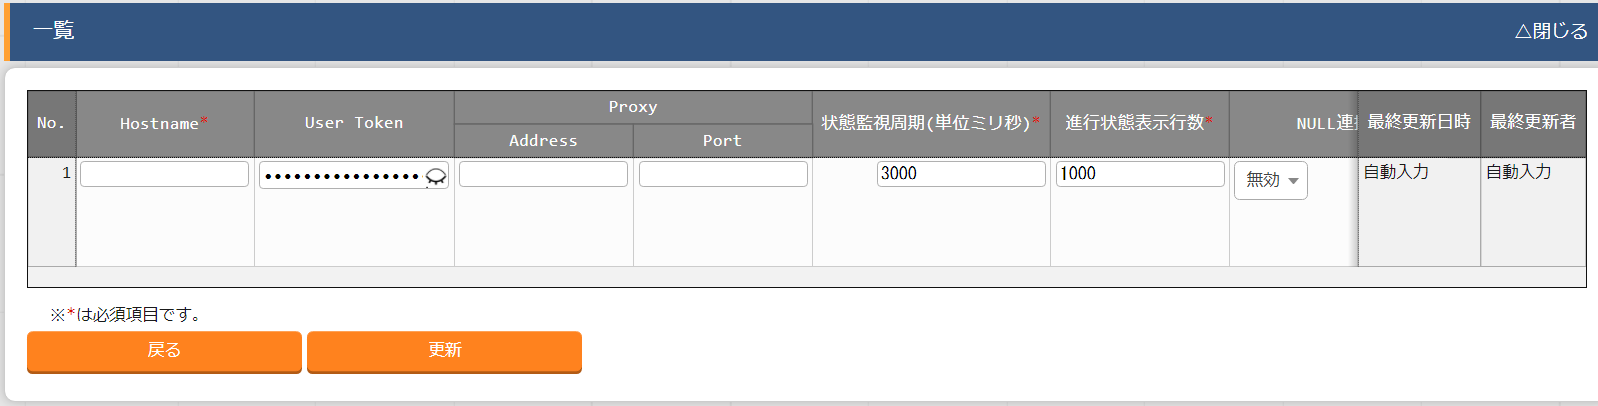 一覧
△閉じる
No.
Hostname*
User Token
Proxy
Address
Port
状態監視周期(単位ミリ秒)*
進行状態表示行数*
NULL連
最終更新日時
最終更新者
1
••••••••••••••••
3000
1000
無効
自動入力
自動入力
※*は必須項目です。
戻る
更新